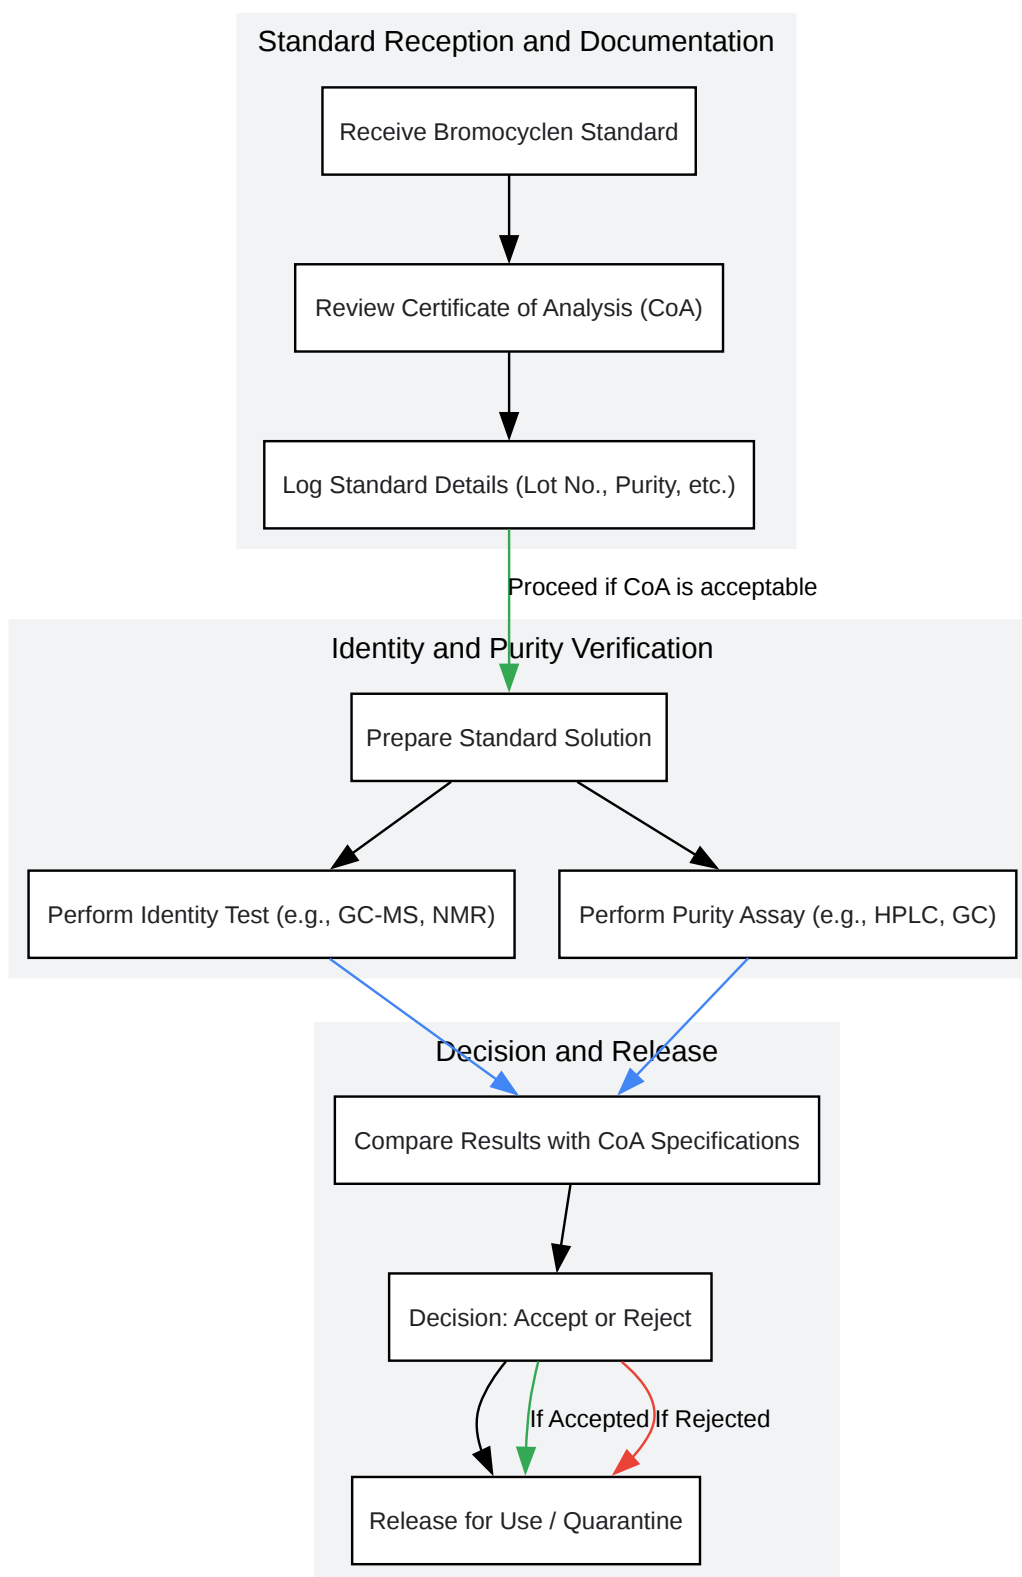 Standard Reception and Documentation
Receive Bromocyclen Standard
Review Certificate of Analysis (CoA)
Log Standard Details (Lot No., Purity, etc.)
Proceed if CoA is acceptable
Identity and Purity Verification
Prepare Standard Solution
Perform Identity Test (e.g., GC-MS, NMR)
Perform Purity Assay (e.g., HPLC, GC)
Decision and Release
Compare Results with CoA Specifications
Decision: Accept or Reject
If Accepted
If Rejected
Release for Use / Quarantine